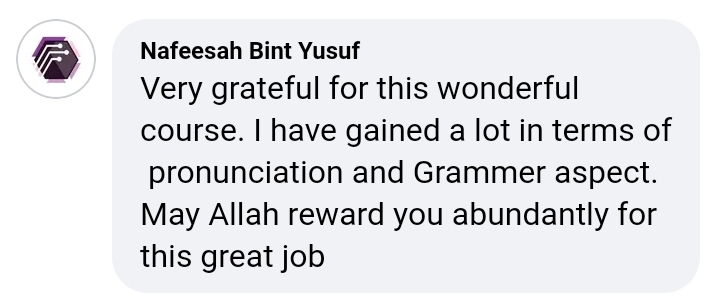 Nafeesah Bint Yusuf
Very grateful for this wonderful
course. I have gained a lot in terms of
pronunciation and Grammer aspect.
May Allah reward you abundantly for
this great job